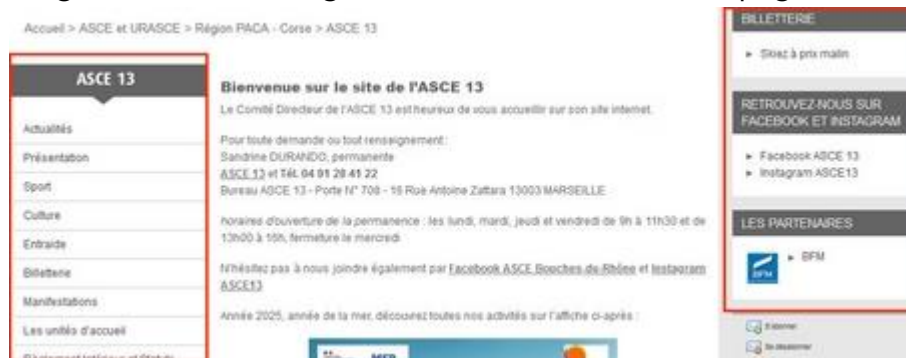 Accueil > ASCE et URASCE > Région PACA - Corse > ASCE 13
ASCE 13
Actualités
Présentation
Sport
Culture
Entraide
Billetterie
Manifestations
Les unités d'accueil
Bienvenue sur le site de l'ASCE 13
Le Comité Directeur de l'ASCE 13 est heureux de vous accueillir sur son site internet.
Pour toute demande ou tout renseignement :
Sandrine DURANDO, permanente
ASCE 13 et Tél. 04 91 28 41 22
Bureau ASCE 13 - Porte N° 708 - 16 Rue Antoine Zattara 13003 MARSEILLE
horaires d'ouverture de la permanence : les lundi, mardi, jeudi et vendredi de 9h à 11h30 et de
13h00 à 16h, fermeture le mercredi
N'hésitez pas à nous joindre également par Facebook ASCE Bouches-du-Rhône et Instagram
ASCE13
Année 2025, année de la mer, découvrez toutes nos activités sur l'affiche ci-après :
MER
BILLETTERIE
Skiez à prix malin
RETROUVEZ-NOUS SUR
FACEBOOK ET INSTAGRAM
Facebook ASCE 13
Instagram ASCE13
LES PARTENAIRES
BFM
BFM
S'abonner
Se désabonner